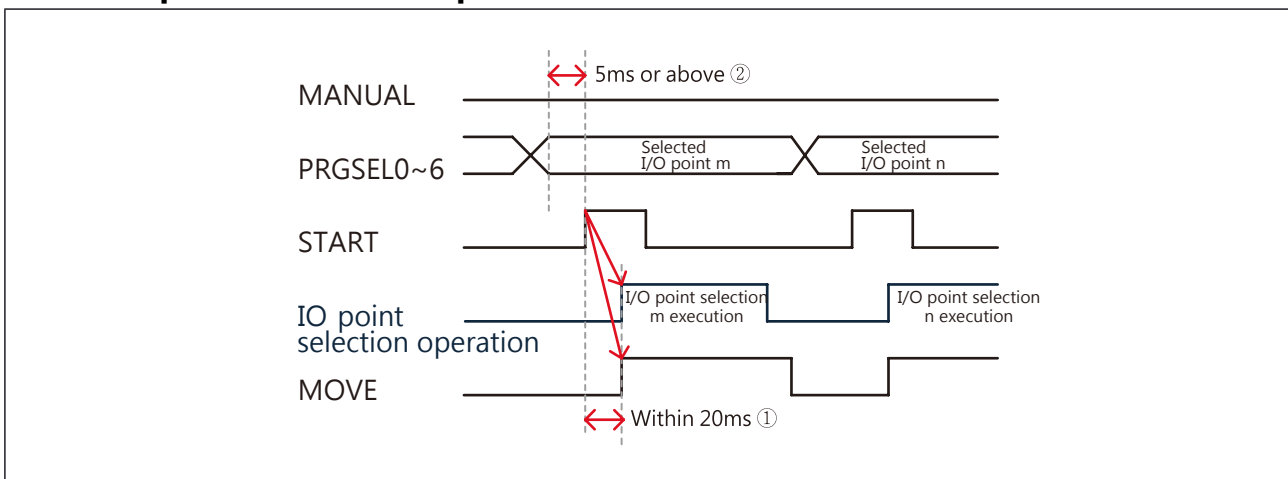 5ms or above ②
MANUAL
PRGSEL0~6
Selected
I/O point m
Selected
I/O point n
START
IO point
selection operation
I/O point selection
m execution
I/O point selection
n execution
MOVE
Within 20ms ①